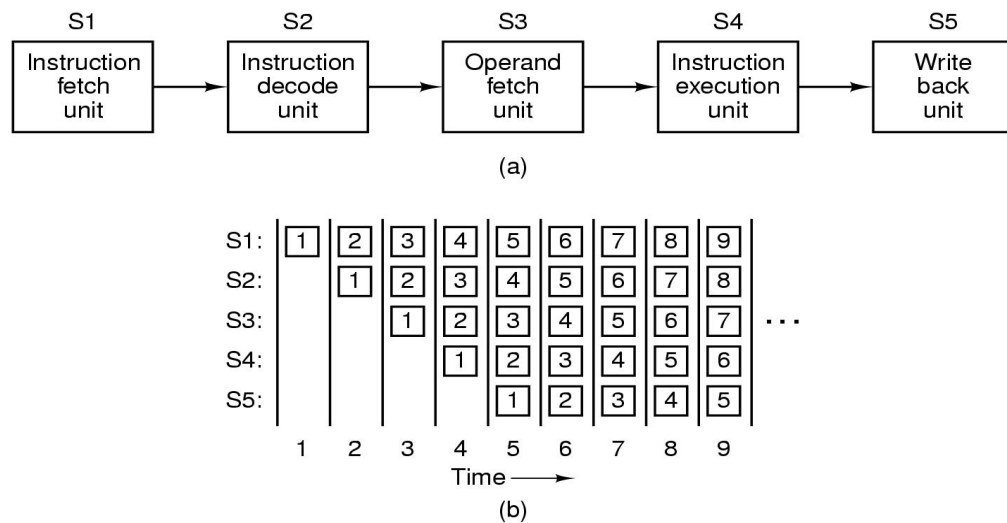 S1 S2 S3 S4 S5
Instruction fetch unit
Instruction decode unit
Operand fetch unit
Instruction execution unit
Write back unit
(a)
S1: 1 2 3 4 5 6 7 8 9
S2: 1 2 3 4 5 6 7 8
S3: 1 2 3 4 5 6 7 ...
S4: 1 2 3 4 5 6
S5: 1 2 3 4 5
1 2 3 4 5 6 7 8 9
Time
(b)